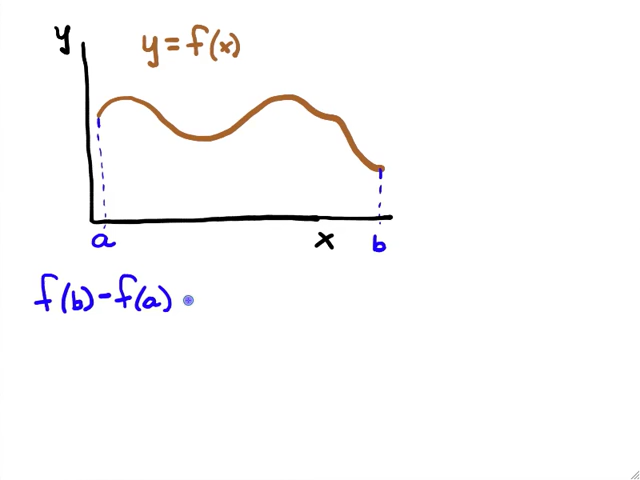 y
y = f(x)
a
x
b
f(b) - f(a)